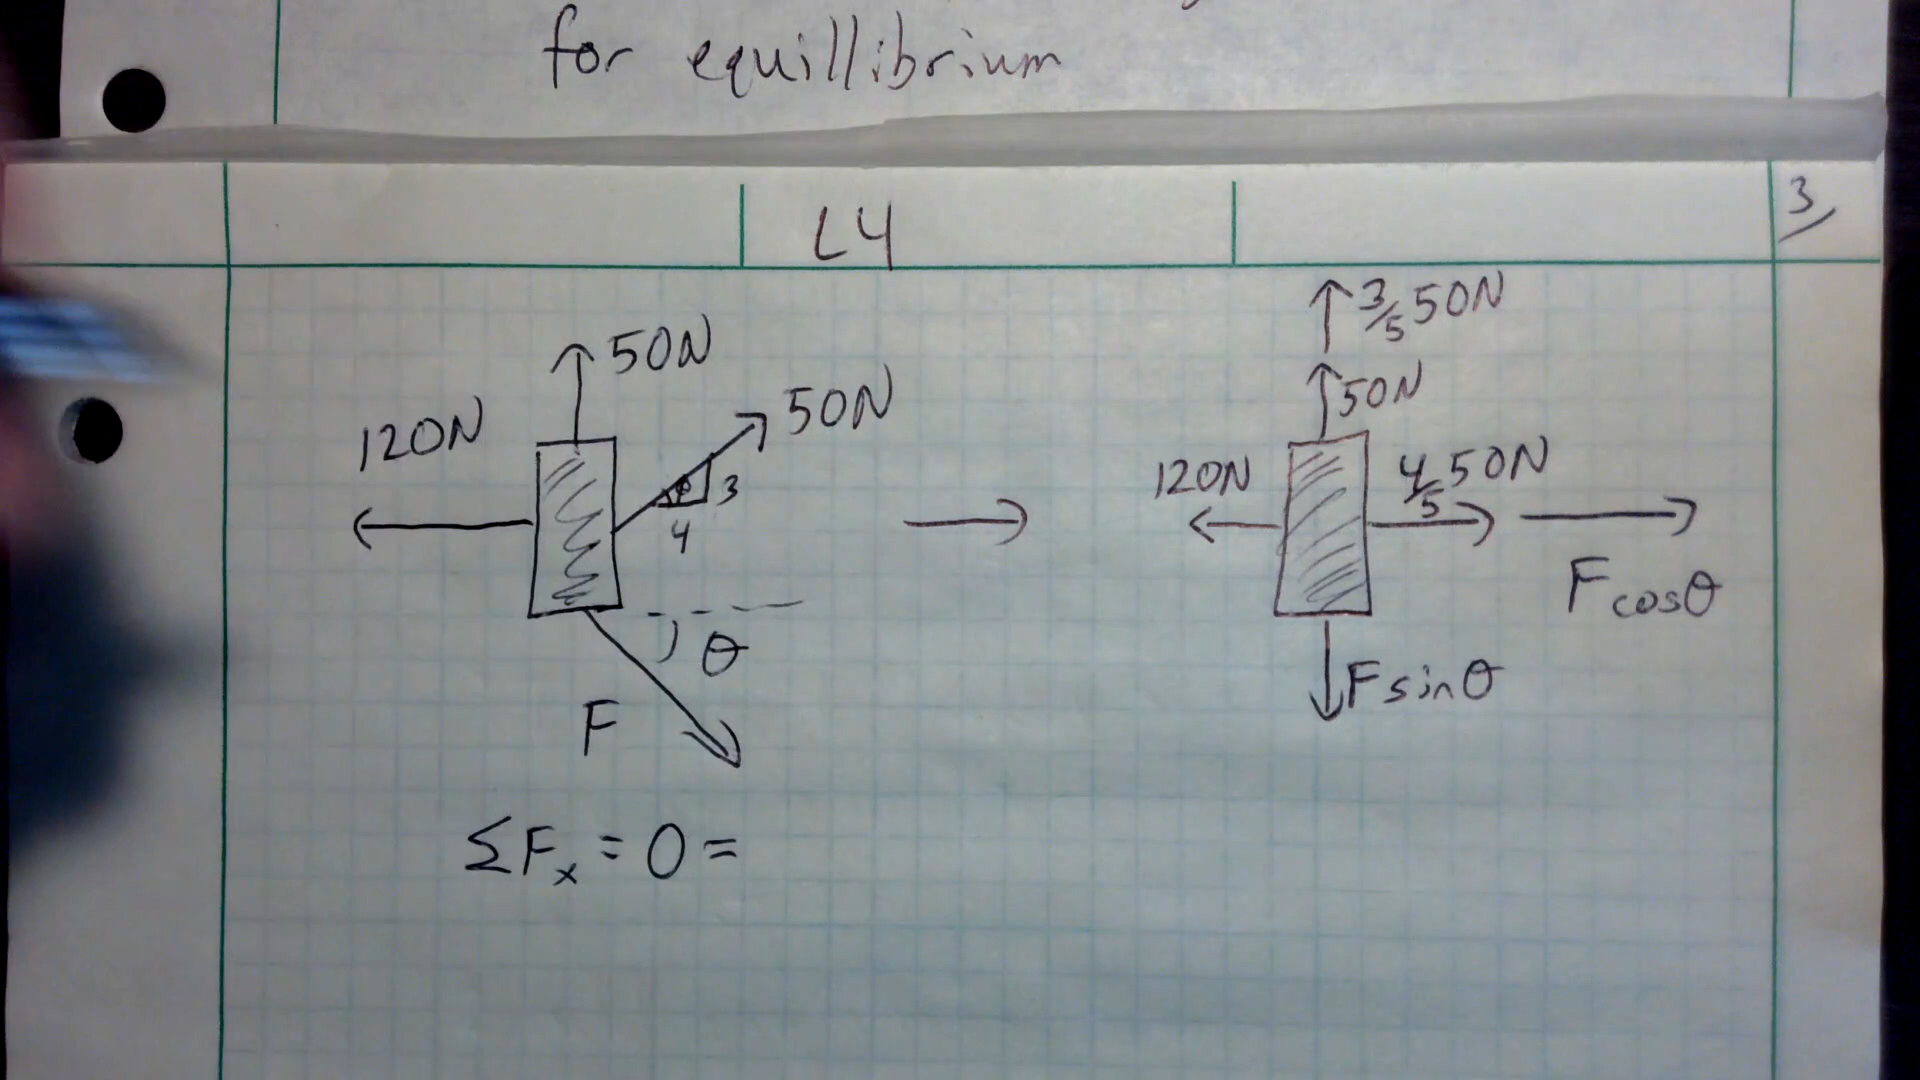 for equillibrium
L4
3/
50N
50N
120N
3
4
θ
F
3/5 50N
50N
120N
4/5 50N
Fcosθ
Fsinθ
ΣFx = 0 =